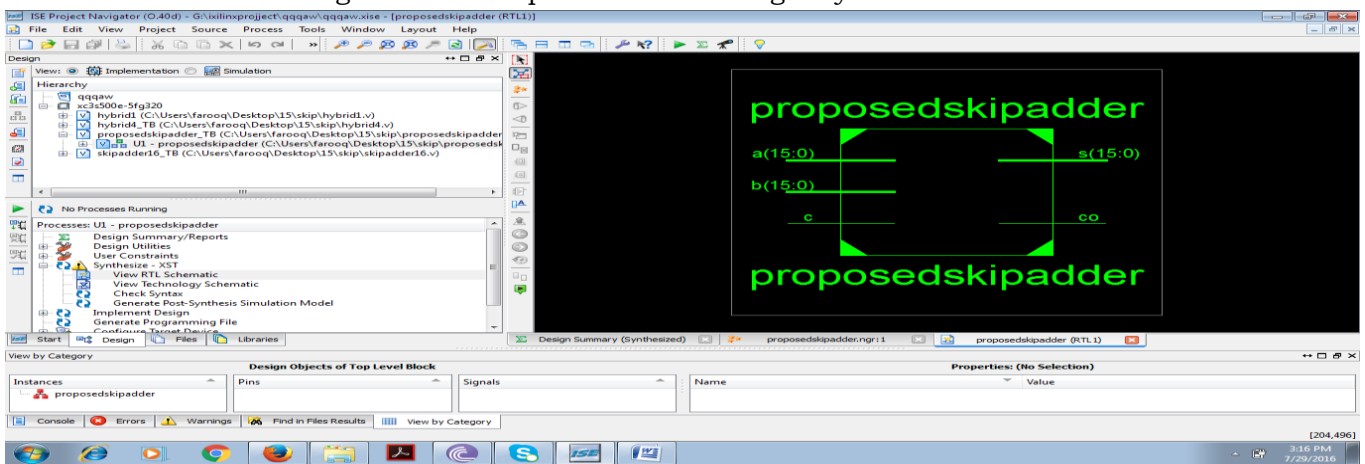 ISE Project Navigator (O.40d) - G:\ixilinxprojject\qqqaw\qqqaw.xise - [proposedskipadder (RTL1)]
File Edit View Project Source Process Tools Window Layout Help
Design
View: Implementation Simulation
Hierarchy
qqqaw
xc3s500e-5fg320
hybrid1 (C:\Users\farooq\Desktop\15\skip\hybrid1.v)
hybrid4_TB (C:\Users\farooq\Desktop\15\skip\hybrid4.v)
proposedskipadder_TB (C:\Users\farooq\Desktop\15\skip\proposedskipadder
U1 - proposedskipadder (C:\Users\farooq\Desktop\15\skip\proposedsk
skipadder16_TB (C:\Users\farooq\Desktop\15\skip\skipadder16.v)
No Processes Running
Processes: U1 - proposedskipadder
Design Summary/Reports
Design Utilities
User Constraints
Synthesize - XST
View RTL Schematic
View Technology Schematic
Check Syntax
Generate Post-Synthesis Simulation Model
Implement Design
Generate Programming File
Configure Target Device
Start Design Files Libraries
proposedskipadder
a(15:0) s(15:0)
b(15:0)
c co
proposedskipadder
Design Summary (Synthesized) proposedskipadder.ngr:1 proposedskipadder (RTL1)
View by Category
Design Objects of Top Level Block Properties: (No Selection)
Instances Pins Signals Name Value
proposedskipadder
Console Errors Warnings Find in Files Results View by Category
[204,496]
ISE
3:16 PM
7/29/2016